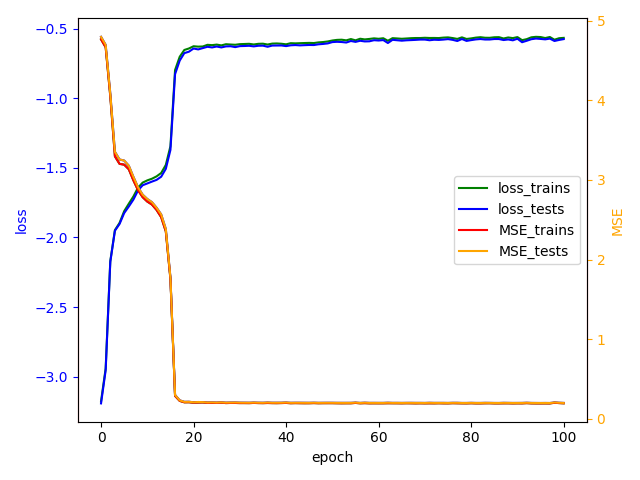 −0.5
−1.0
−1.5
−2.0
−2.5
−3.0
loss
5
4
3
2
1
0
MSE
loss_trains
loss_tests
MSE_trains
MSE_tests
0 20 40 60 80 100
epoch